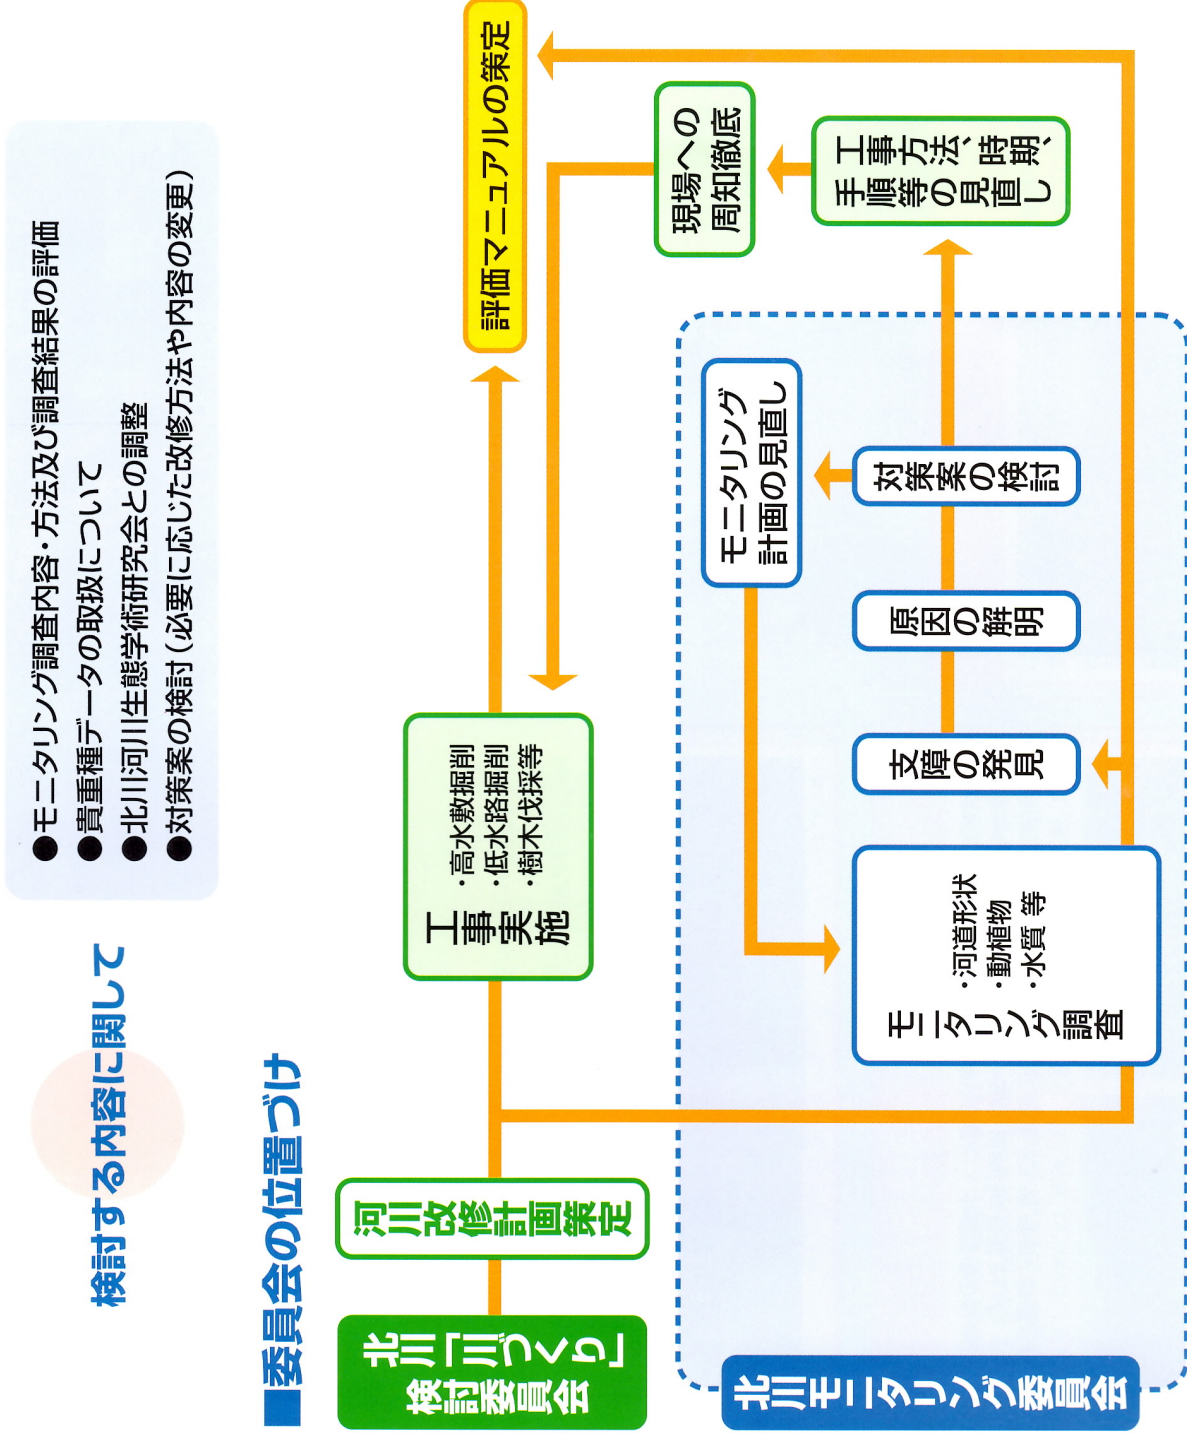 検討する内容に関して
●モニタリング調査内容・方法及び調査結果の評価
●貴重種データの取扱について
●北川河川生態学術研究会との調整
●対策案の検討（必要に応じた改修方法や内容の変更）
■委員会の位置づけ
北川「川づくり」
検討委員会
河川改修計画策定
工事実施
・高水敷掘削
・低水路掘削
・樹木伐採等
評価マニュアルの策定
現場への
周知徹底
工事方法、時期、
手順等の見直し
北川モニタリング委員会
モニタリング調査
・河道形状
・動植物
・水質 等
支障の発見
原因の解明
対策案の検討
モニタリング
計画の見直し